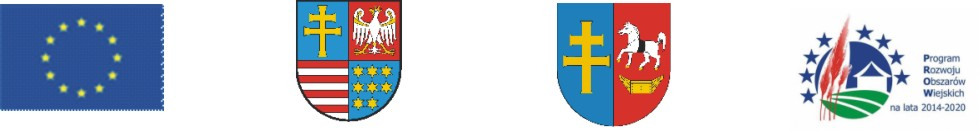 Program
Rozwoju
Obszarów
Wiejskich
na lata 2014-2020